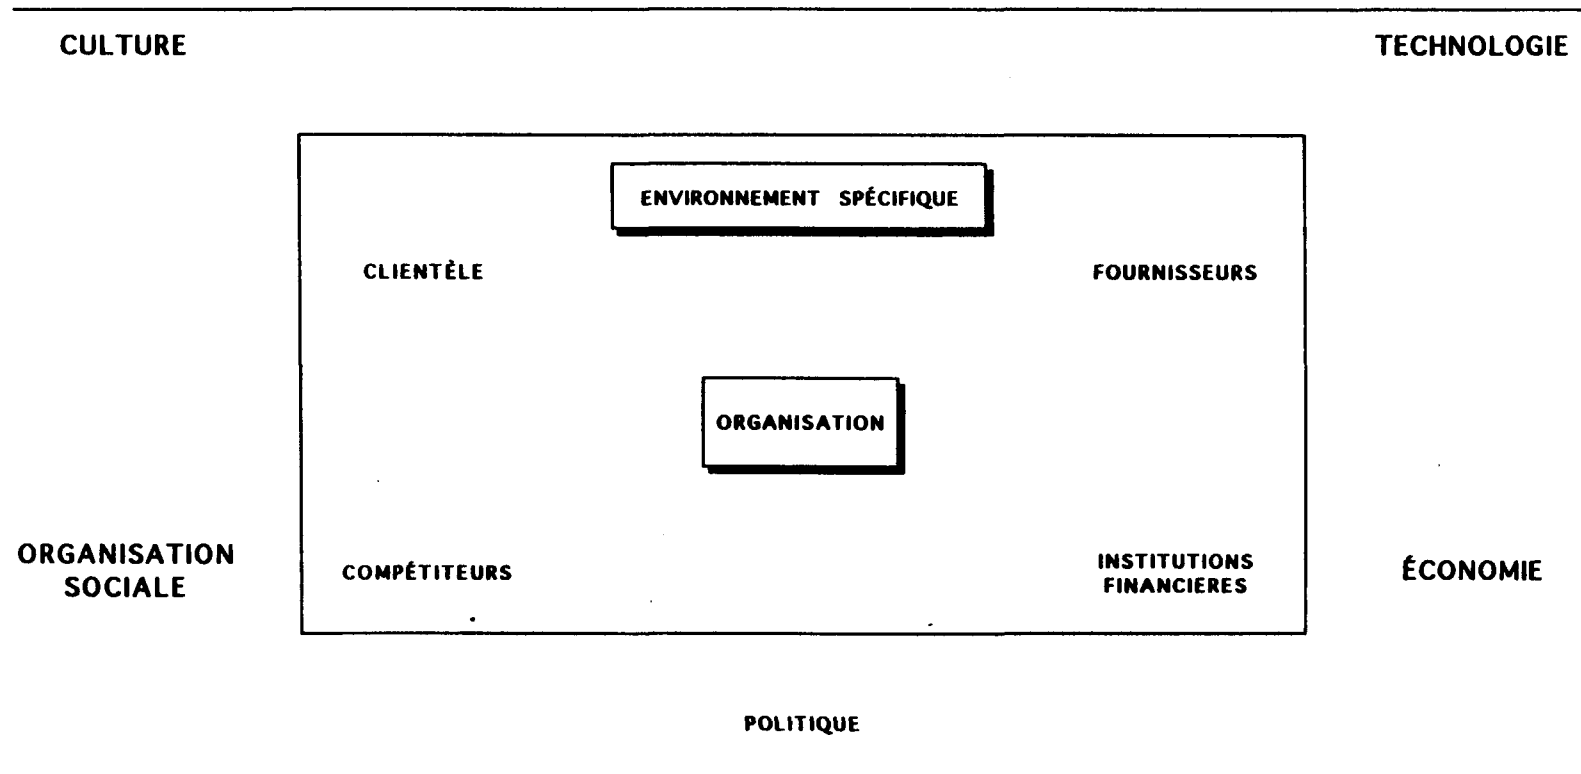 CULTURE
TECHNOLOGIE
ENVIRONNEMENT SPÉCIFIQUE
CLIENTÈLE
FOURNISSEURS
ORGANISATION
ORGANISATION
SOCIALE
COMPÉTITEURS
INSTITUTIONS
FINANCIERES
ÉCONOMIE
POLITIQUE